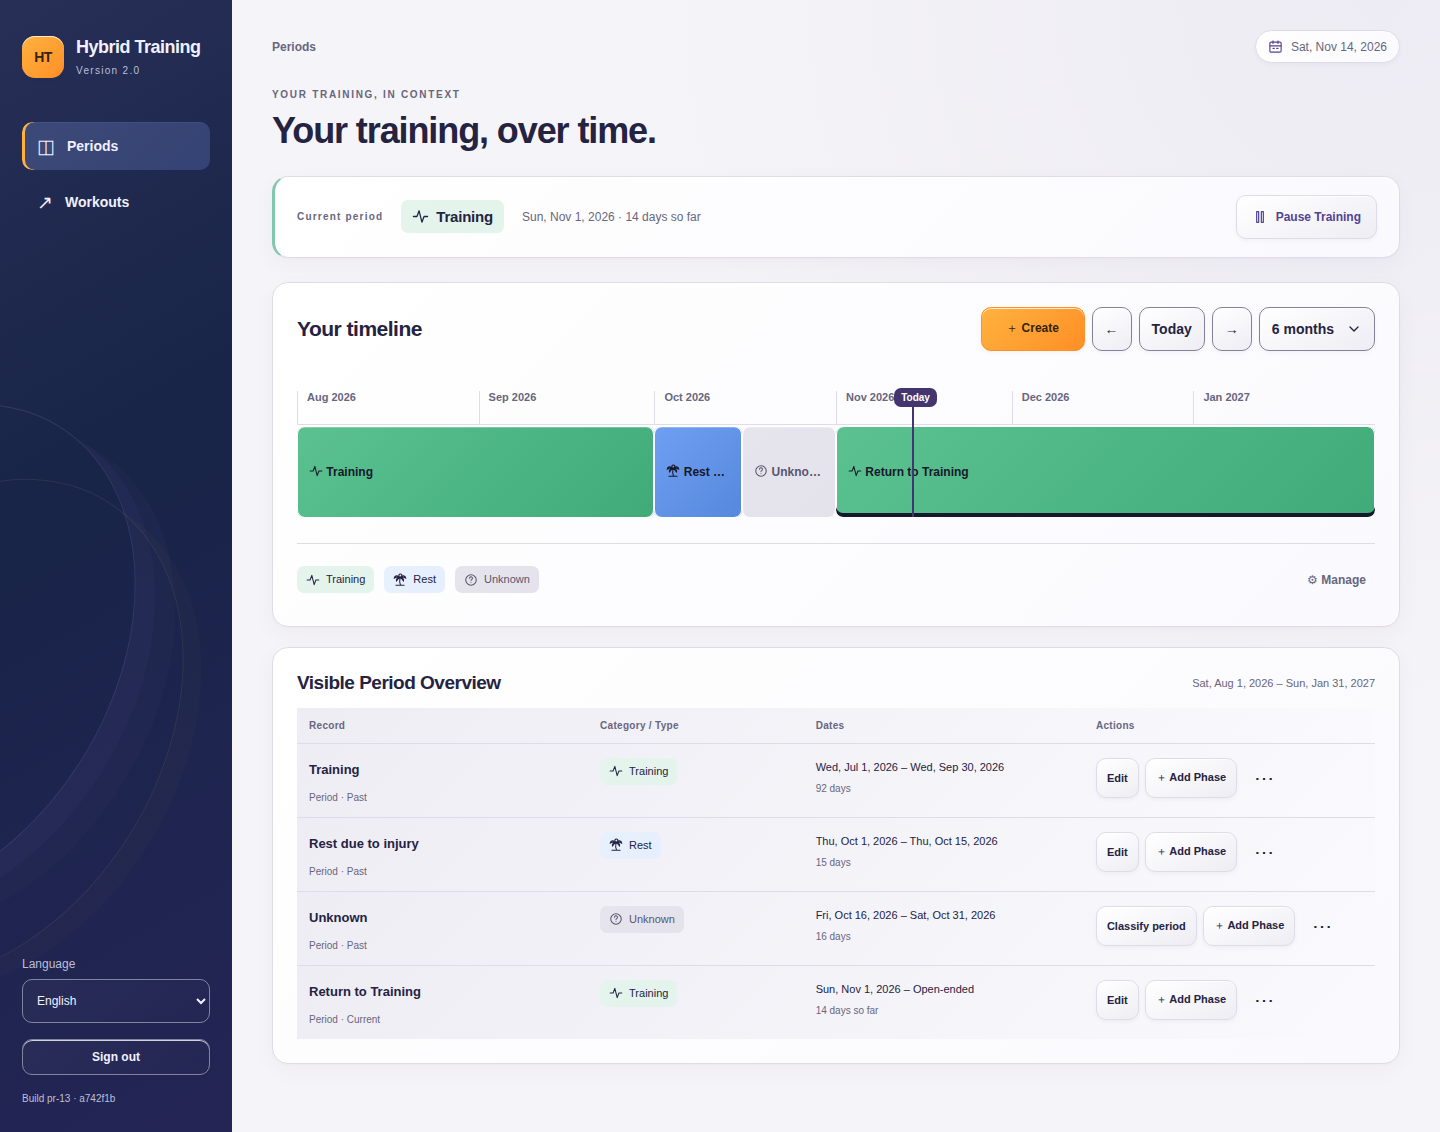 HT
Hybrid Training
Version 2.0
Periods
Workouts
Language
English
Sign out
Build pr-13 · a742f1b
Periods
Sat, Nov 14, 2026
YOUR TRAINING, IN CONTEXT
Your training, over time.
Current period
Training
Sun, Nov 1, 2026 · 14 days so far
Pause Training
Your timeline
+ Create
←
Today
→
6 months
Aug 2026
Sep 2026
Oct 2026
Nov 2026
Today
Dec 2026
Jan 2027
Training
Rest …
Unkno…
Return to Training
Training
Rest
Unknown
Manage
Visible Period Overview
Sat, Aug 1, 2026 – Sun, Jan 31, 2027
Record
Category / Type
Dates
Actions
Training
Period · Past
Training
Wed, Jul 1, 2026 – Wed, Sep 30, 2026
92 days
Edit
+ Add Phase
...
Rest due to injury
Period · Past
Rest
Thu, Oct 1, 2026 – Thu, Oct 15, 2026
15 days
Edit
+ Add Phase
...
Unknown
Period · Past
Unknown
Fri, Oct 16, 2026 – Sat, Oct 31, 2026
16 days
Classify period
+ Add Phase
...
Return to Training
Period · Current
Training
Sun, Nov 1, 2026 – Open-ended
14 days so far
Edit
+ Add Phase
...